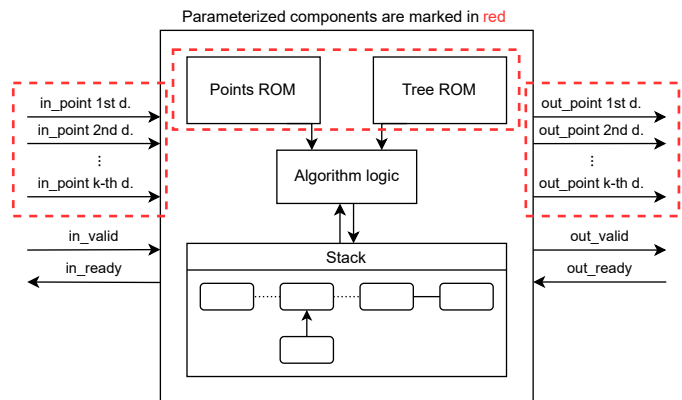 Parameterized components are marked in red
Points ROM
Tree ROM
in_point 1st d.
in_point 2nd d.
...
in_point k-th d.
out_point 1st d.
out_point 2nd d.
...
out_point k-th d.
Algorithm logic
in_valid
in_ready
out_valid
out_ready
Stack